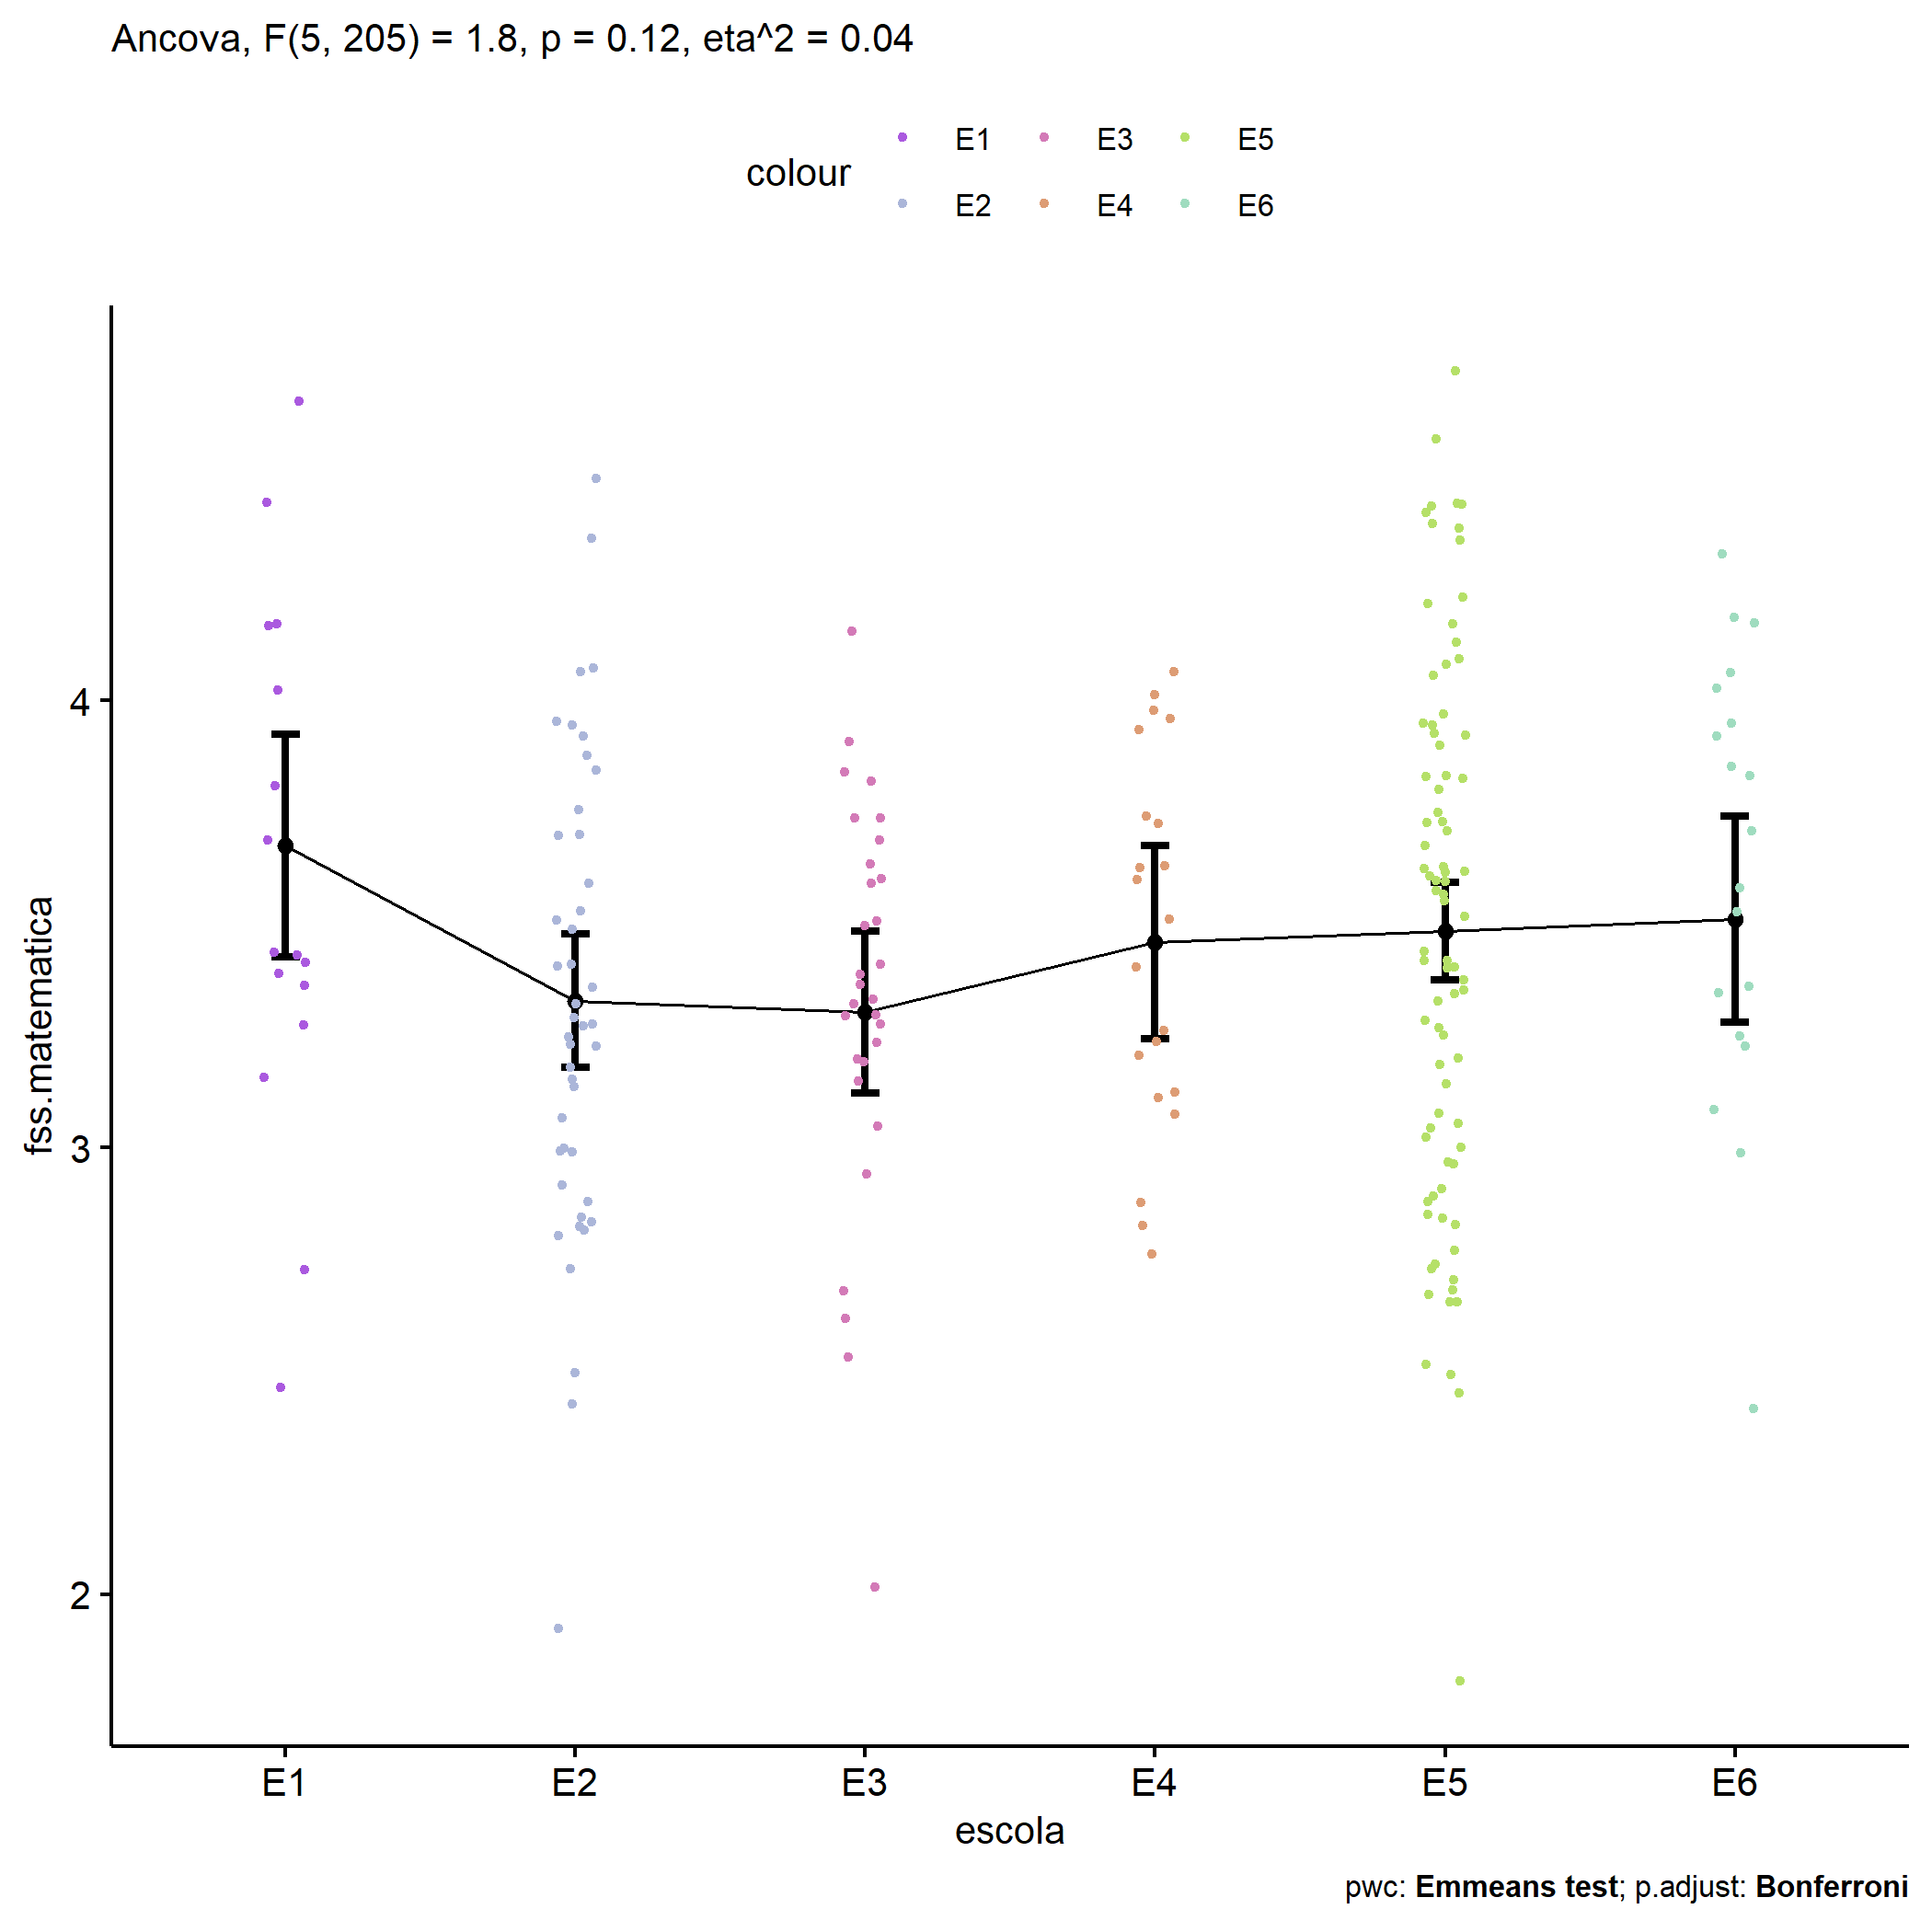 Ancova, F(5, 205) = 1.8, p = 0.12, eta^2 = 0.04
colour
E1 E3 E5
E2 E4 E6
fss.matematica
4
3
2
E1 E2 E3 E4 E5 E6
escola
pwc: Emmeans test; p.adjust: Bonferroni